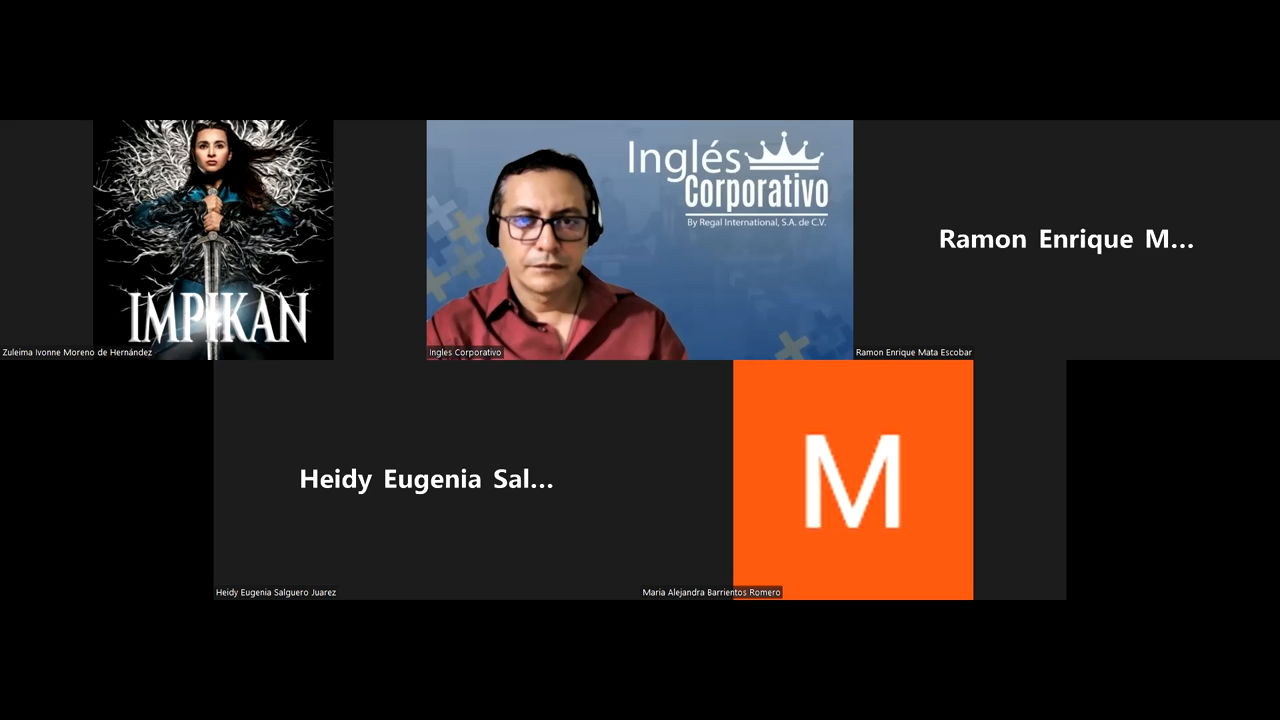 IMPIKAN
Zuleima Ivonne Moreno de Hernández
Inglés
Corporativo
By Regal International, S.A. de C.V.
Ingles Corporativo
Ramon Enrique M...
Ramon Enrique Mata Escobar
Heidy Eugenia Sal...
Heidy Eugenia Salguero Juarez
M
Maria Alejandra Barrientos Romero